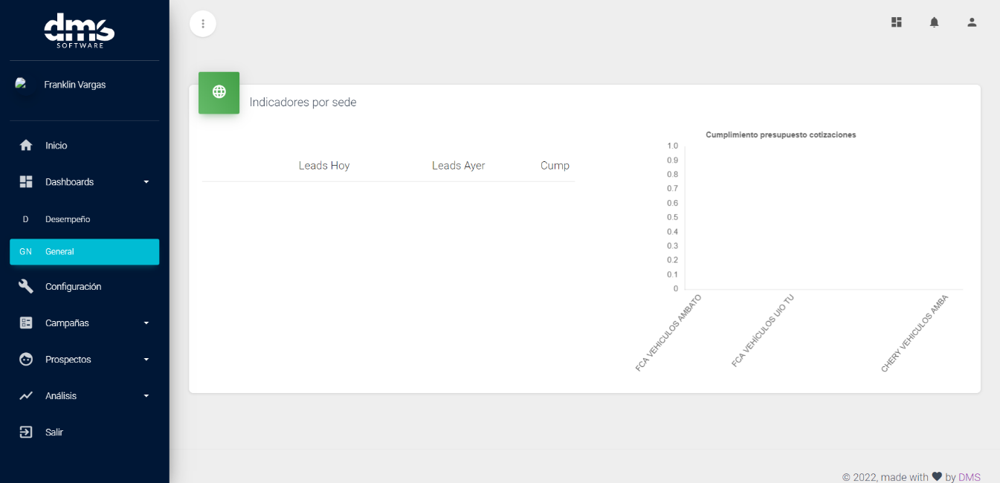 dms
SOFTWARE
Franklin Vargas
Inicio
Dashboards
D Desempeño
GN General
Configuración
Campañas
Prospectos
Análisis
Salir
Indicadores por sede
Leads Hoy Leads Ayer Cump
Cumplimiento presupuesto cotizaciones
1.0
0.9
0.8
0.7
0.6
0.5
0.4
0.3
0.2
0.1
0
FCA VEHICULOS AMBATO
FCA VEHÍCULOS UIO TU
CHERY VEHICULOS AMBA
© 2022, made with by DMS